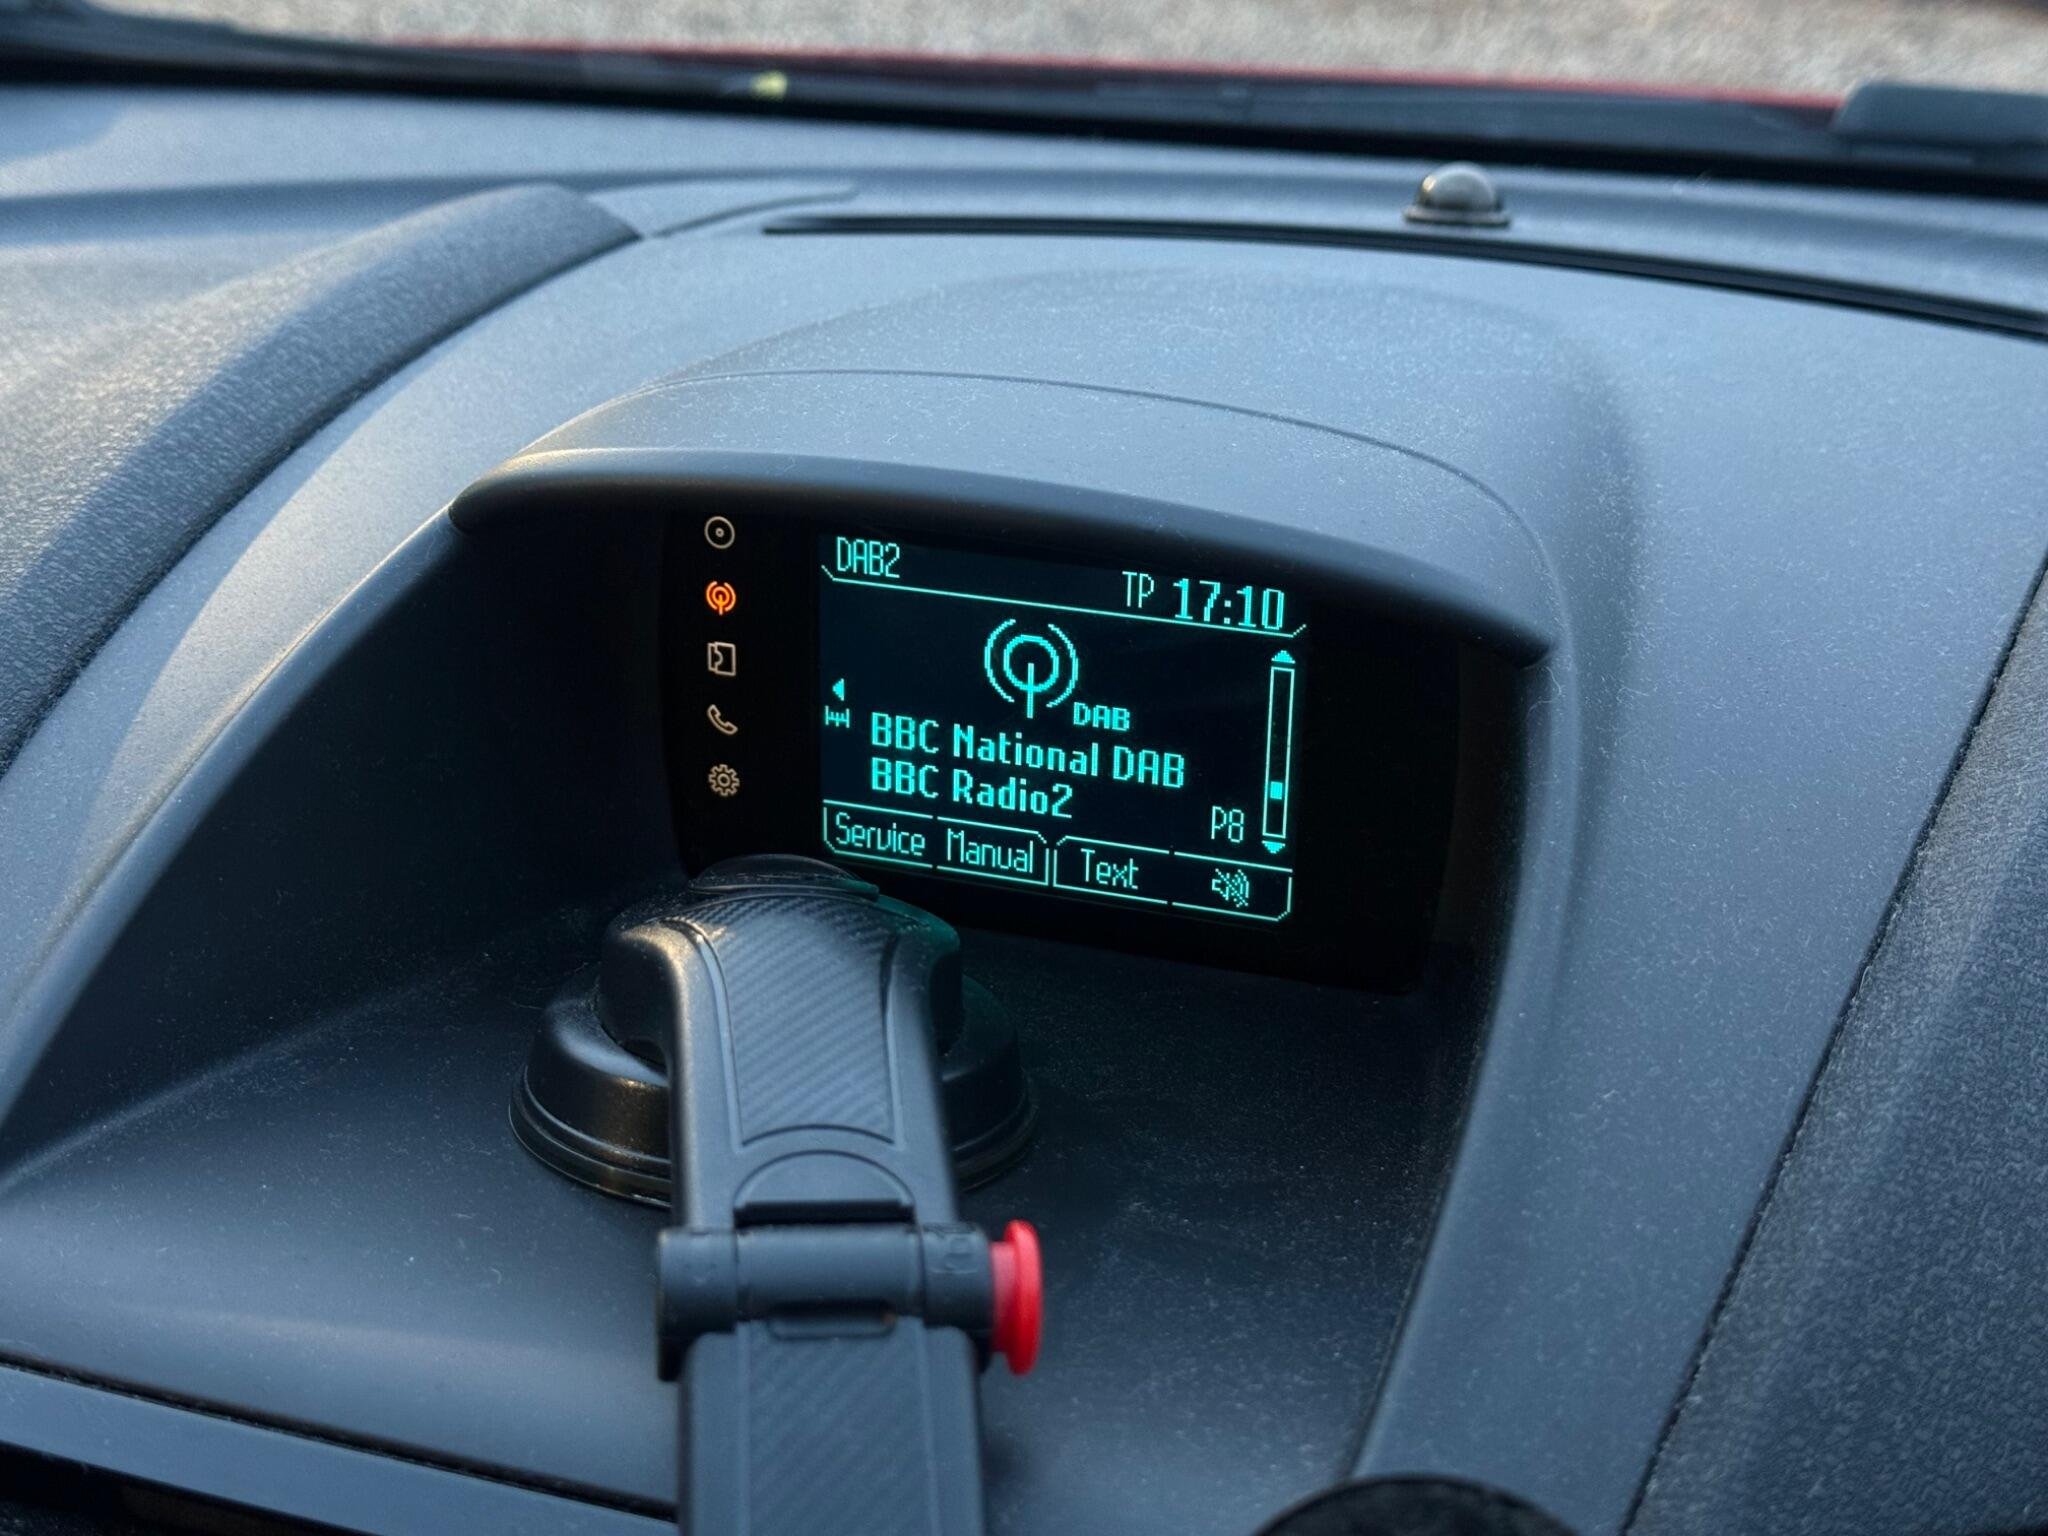 DAB2
TP 17:10
DAB
BBC National DAB
BBC Radio2
P8
Service Manual Text